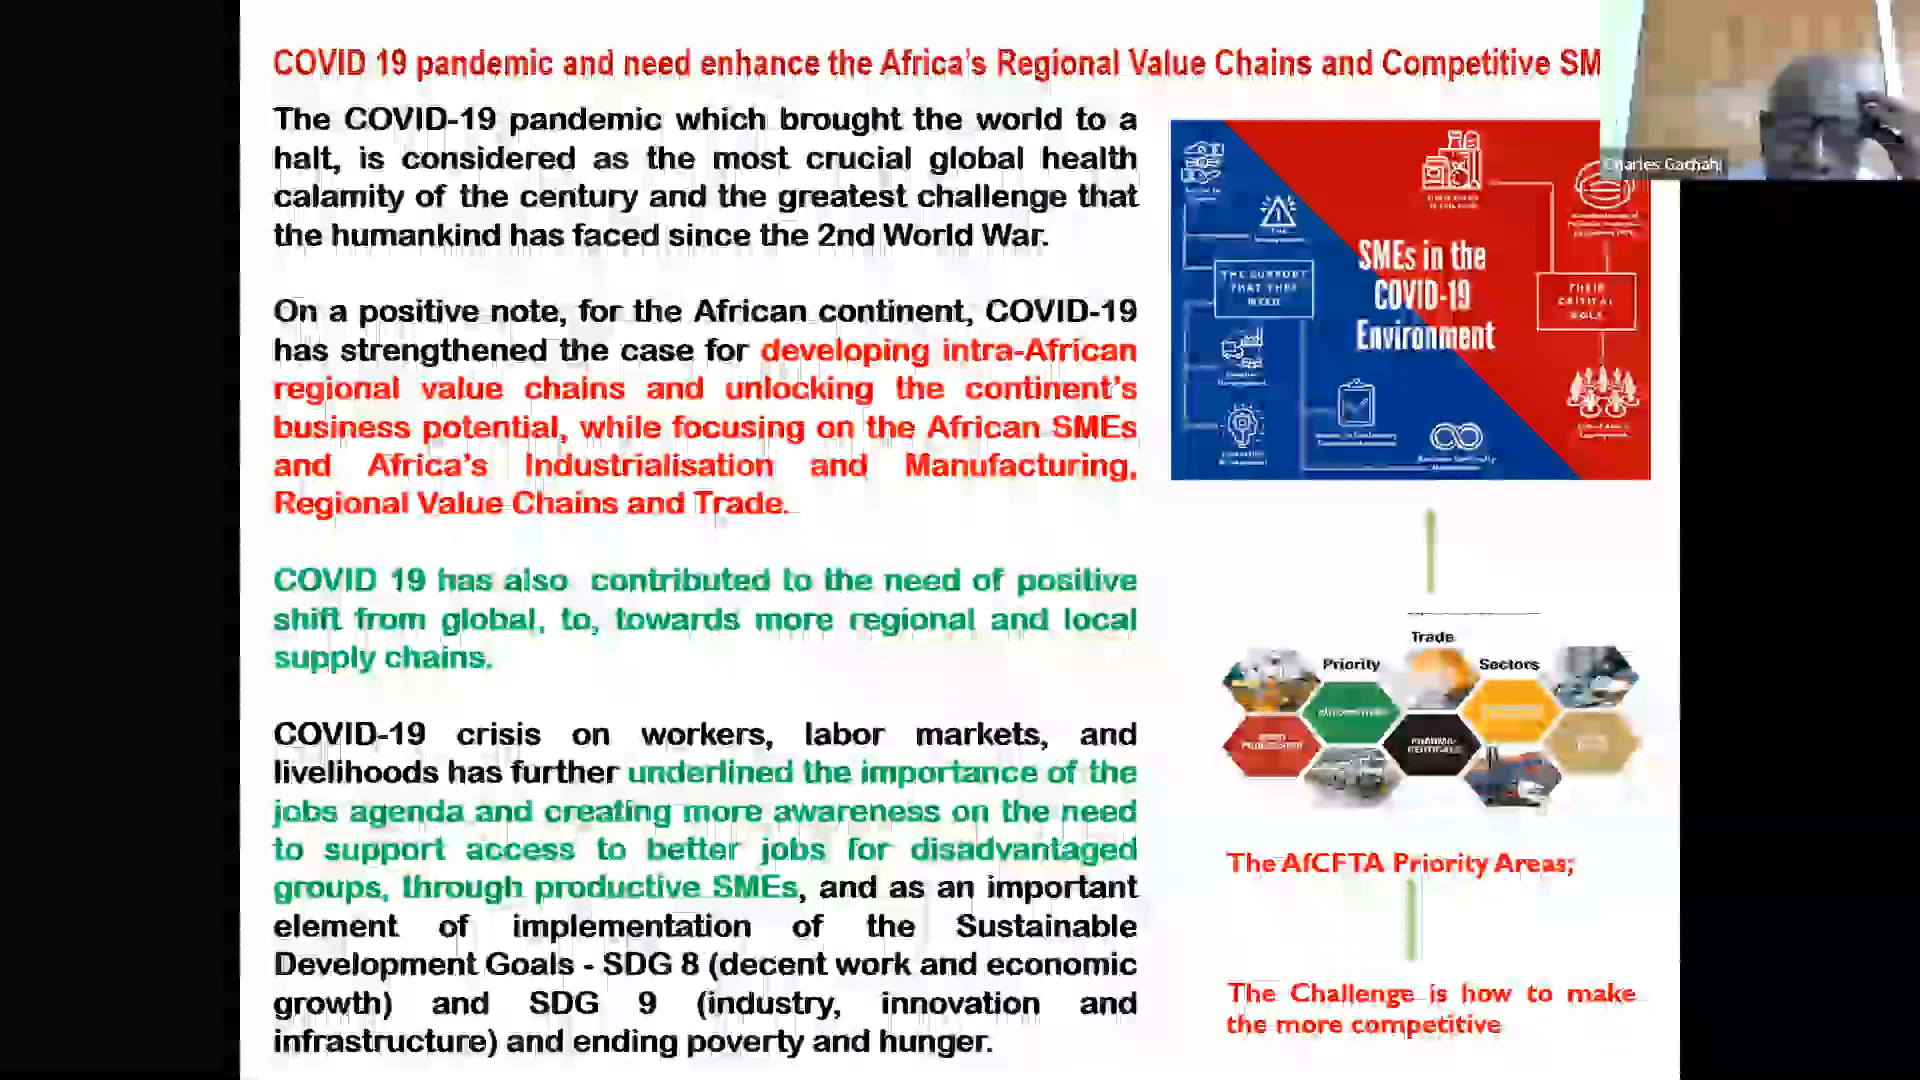 COVID 19 pandemic and need enhance the Africa's Regional Value Chains and Competitive SM
Charles Gachahi
The COVID-19 pandemic which brought the world to a
halt, is considered as the most crucial global health
calamity of the century and the greatest challenge that
the humankind has faced since the 2nd World War.
On a positive note, for the African continent, COVID-19
has strengthened the case for developing intra-African
regional value chains and unlocking the continent's
business potential, while focusing on the African SMEs
and Africa's Industrialisation and Manufacturing,
Regional Value Chains and Trade.
COVID 19 has also contributed to the need of positive
shift from global, to, towards more regional and local
supply chains.
COVID-19 crisis on workers, labor markets, and
livelihoods has further underlined the importance of the
jobs agenda and creating more awareness on the need
to support access to better jobs for disadvantaged
groups, through productive SMEs, and as an important
element of implementation of the Sustainable
Development Goals - SDG 8 (decent work and economic
growth) and SDG 9 (industry, innovation and
infrastructure) and ending poverty and hunger.
SMEs in the
COVID-19
Environment
THE SUPPORT
THAT THEY
NEED
THEIR
CRITICAL
ROLE
Trade
Priority
Sectors
PHARMA-
CEUTICALS
The AfCFTA Priority Areas;
The Challenge is how to make
the more competitive